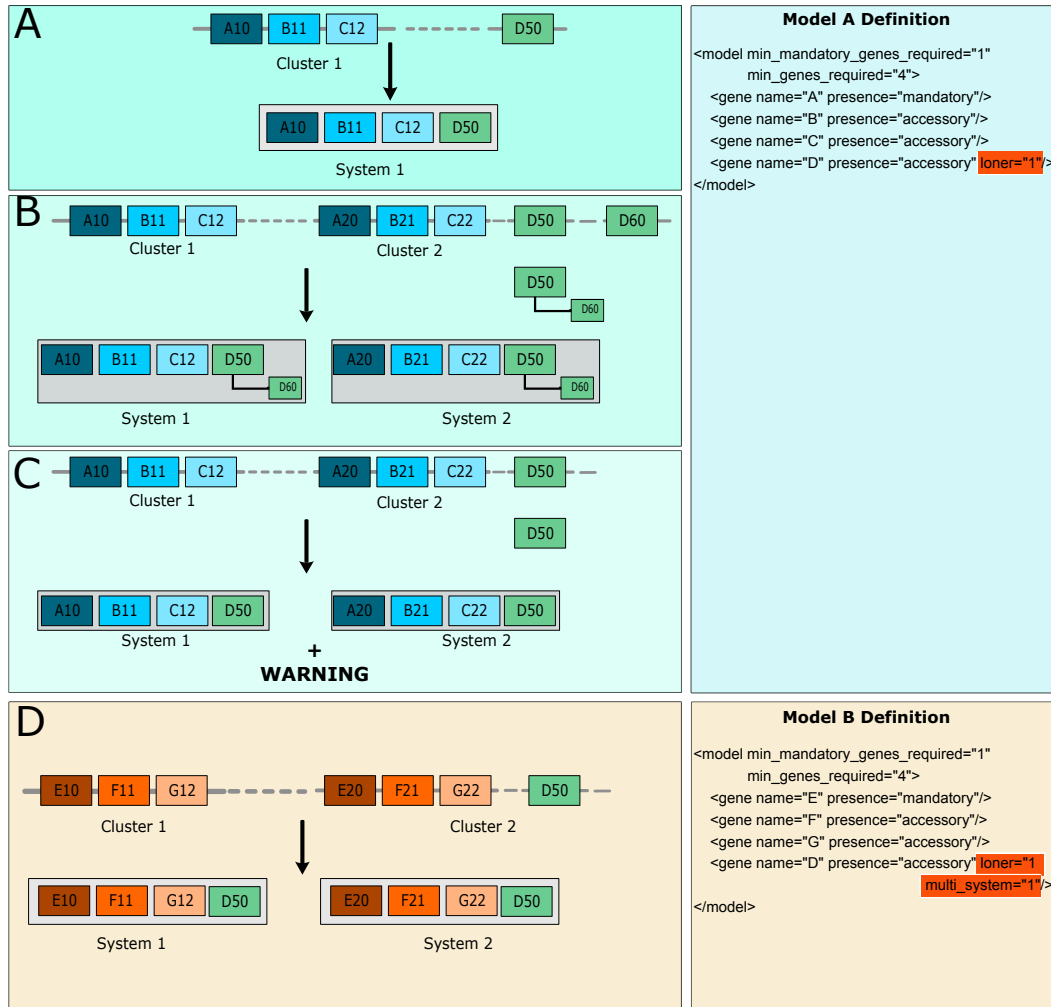 A
A10 B11 C12 D50
Cluster 1
A10 B11 C12 D50
System 1
B
A10 B11 C12 A20 B21 C22 D50 D60
Cluster 1 Cluster 2
D50
D60
A10 B11 C12 D50 A20 B21 C22 D50
D60 D60
System 1 System 2
C
A10 B11 C12 A20 B21 C22 D50
Cluster 1 Cluster 2
D50
A10 B11 C12 D50 A20 B21 C22 D50
System 1 System 2
+
WARNING
D
E10 F11 G12 E20 F21 G22 D50
Cluster 1 Cluster 2
E10 F11 G12 D50 E20 F21 G22 D50
System 1 System 2
Model A Definition
<model min_mandatory_genes_required="1"
min_genes_required="4">
<gene name="A" presence="mandatory"/>
<gene name="B" presence="accessory"/>
<gene name="C" presence="accessory"/>
<gene name="D" presence="accessory" loner="1"/>
</model>
Model B Definition
<model min_mandatory_genes_required="1"
min_genes_required="4">
<gene name="E" presence="mandatory"/>
<gene name="F" presence="accessory"/>
<gene name="G" presence="accessory"/>
<gene name="D" presence="accessory" loner="1
multi_system="1"/>
</model>